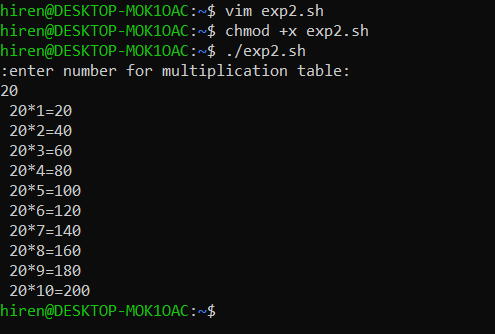 hiren@DESKTOP-MOK1OAC:~$ vim exp2.sh
hiren@DESKTOP-MOK1OAC:~$ chmod +x exp2.sh
hiren@DESKTOP-MOK1OAC:~$ ./exp2.sh
:enter number for multiplication table:
20
 20*1=20
 20*2=40
 20*3=60
 20*4=80
 20*5=100
 20*6=120
 20*7=140
 20*8=160
 20*9=180
 20*10=200
hiren@DESKTOP-MOK1OAC:~$